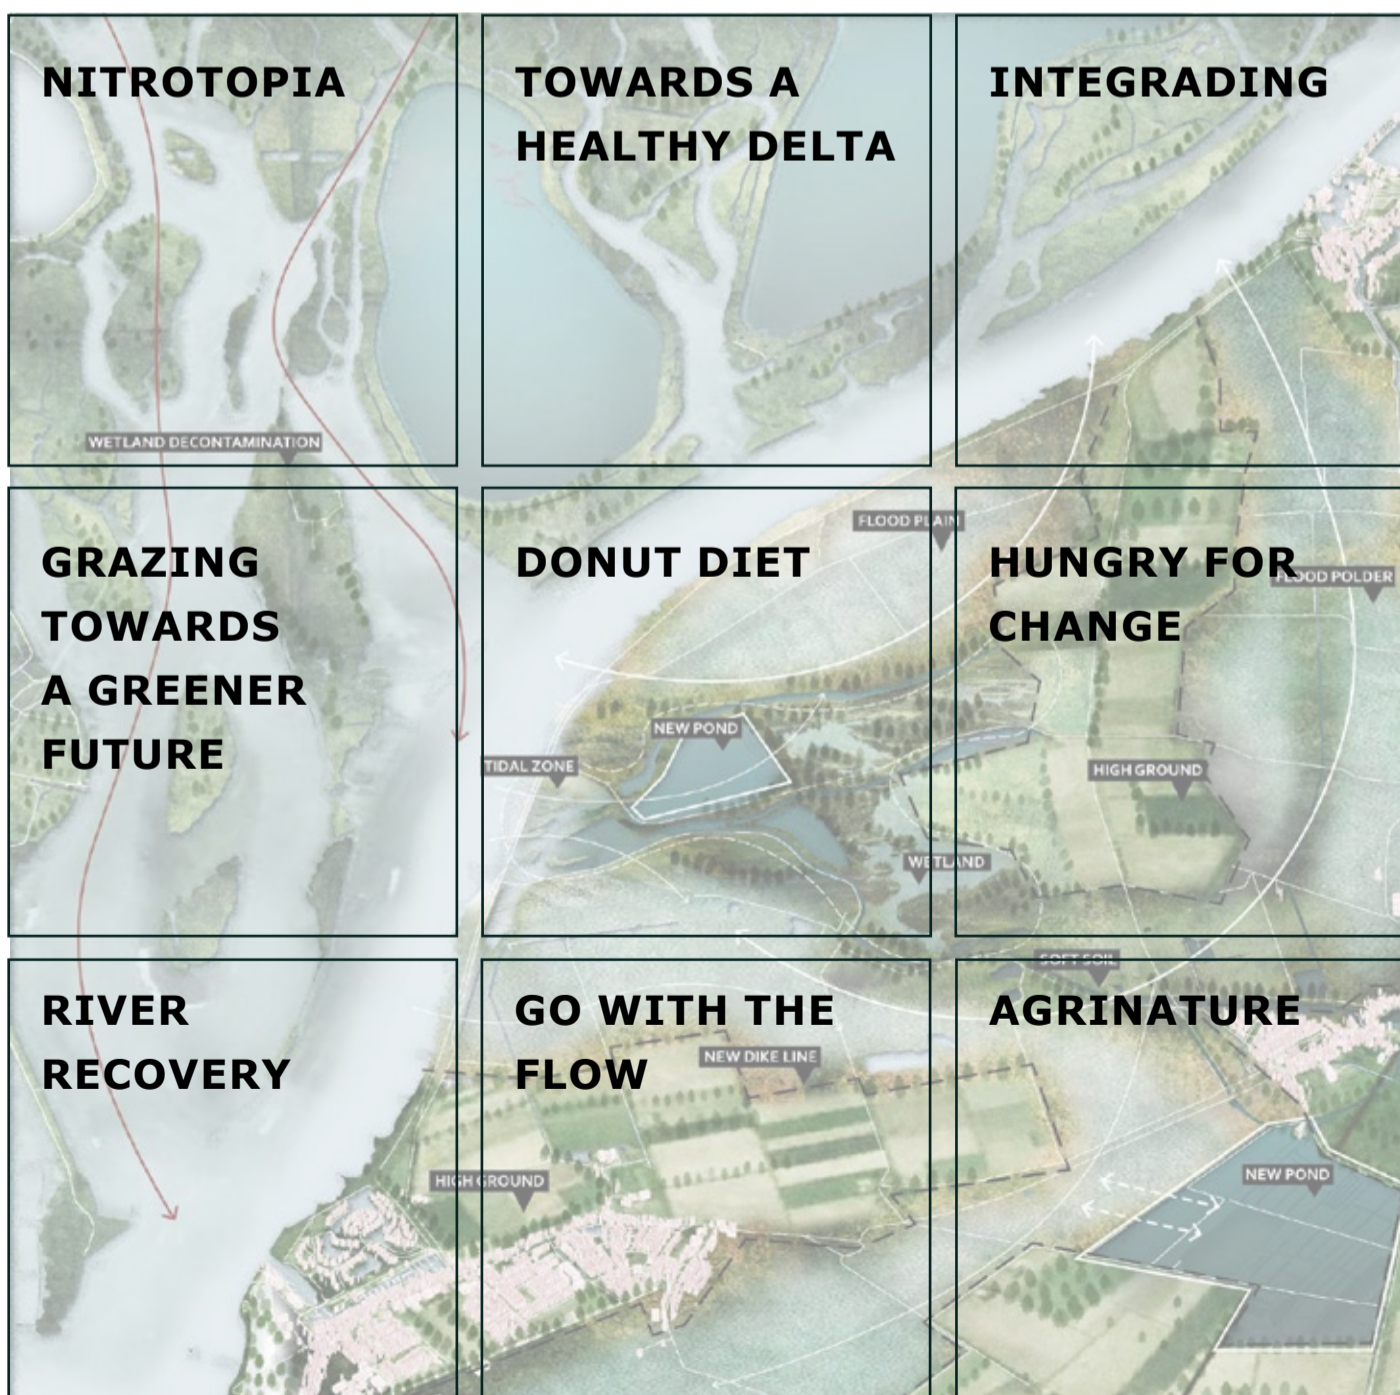 NITROTOPIA
TOWARDS A
HEALTHY DELTA
INTEGRADING
WETLAND DECONTAMINATION
GRAZING
TOWARDS
A GREENER
FUTURE
FLOOD PLAIN
DONUT DIET
HUNGRY FOR
CHANGE
FLOOD POLDER
NEW POND
TIDAL ZONE
HIGH GROUND
WETLAND
SOFT SOIL
RIVER
RECOVERY
GO WITH THE
FLOW
NEW DIKE LINE
AGRINATURE
HIGH GROUND
NEW POND